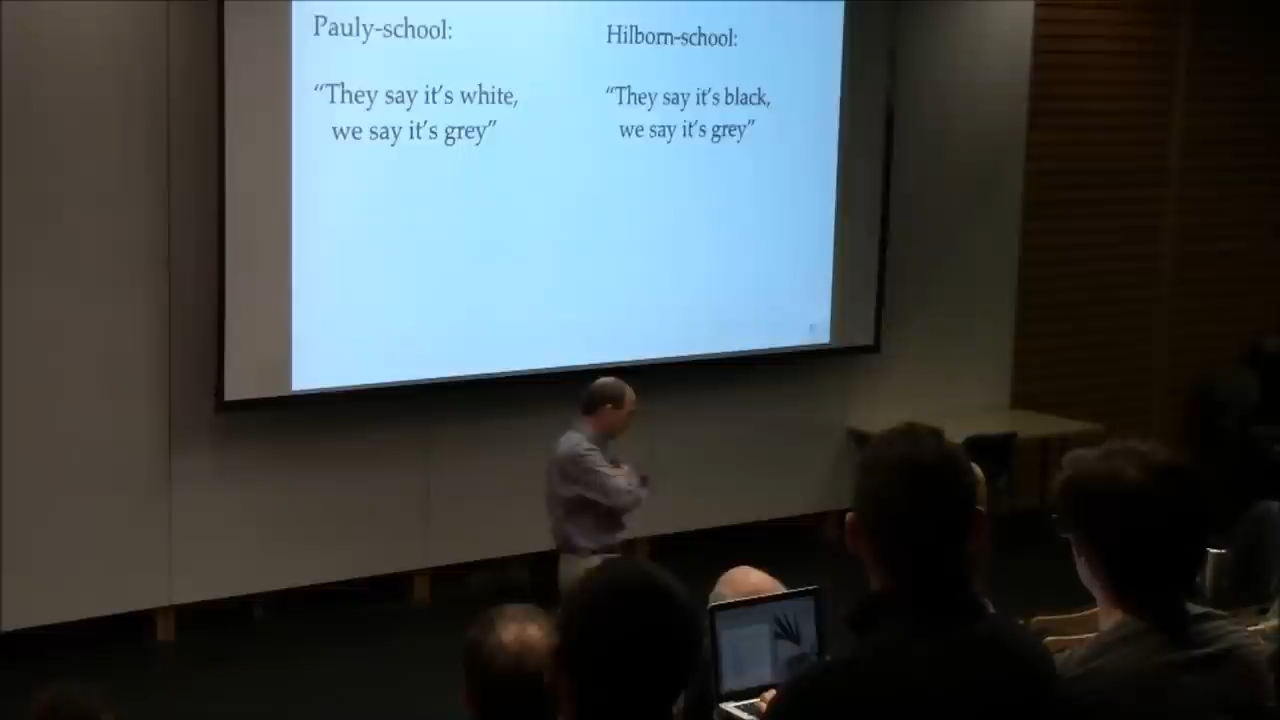 Pauly-school:
“They say it’s white,
we say it’s grey”
Hilborn-school:
“They say it’s black,
we say it’s grey”